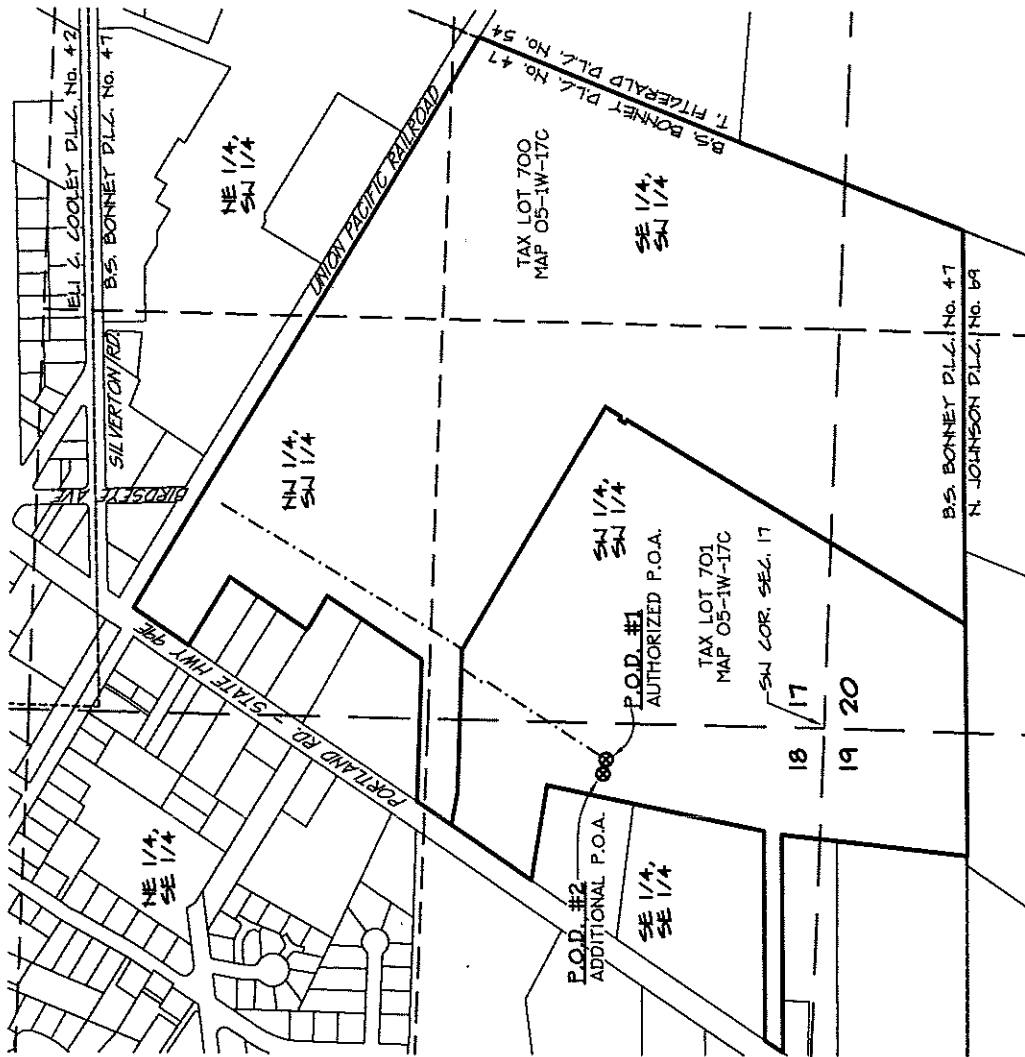 ELI C. COOLEY D.L.C. No. 42
B.S. BONNEY D.L.C. No. 47
SILVERTON RD.
BIRDSEYE AVE
NE 1/4,
SW 1/4
UNION PACIFIC RAILROAD
T. FITGERALD D.L.C. No. 54
B.S. BONNEY D.L.C. No. 47
TAX LOT 700
MAP 05-1W-17C
SE 1/4,
SW 1/4
NW 1/4,
SW 1/4
PORTLAND RD. / STATE HWY 99E
NE 1/4,
SE 1/4
SW 1/4,
SW 1/4
P.O.D. #1
AUTHORIZED P.O.A.
TAX LOT 701
MAP 05-1W-17C
SW COR. SEC. 17
18 17
19 20
P.O.D. #2
ADDITIONAL P.O.A.
SE 1/4,
SE 1/4
B.S. BONNEY D.L.C. No. 47
N. JOHNSON D.L.C. No. 69